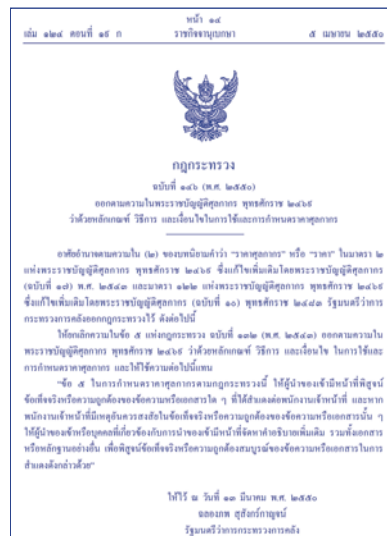 หน้า ๑๔
เล่ม ๑๒๔ ตอนที่ ๑๙ ก ราชกิจจานุเบกษา ๕ เมษายน ๒๕๕๐
กฎกระทรวง
ฉบับที่ ๑๔๖ (พ.ศ. ๒๕๕๐)
ออกตามความในพระราชบัญญัติศุลกากร พุทธศักราช ๒๔๖๙
ว่าด้วยหลักเกณฑ์ วิธีการ และเงื่อนไขในการใช้และการกำหนดราคาศุลกากร
อาศัยอำนาจตามความใน (๒) ของบทนิยามคำว่า “ราคาศุลกากร” หรือ “ราคา” ในมาตรา ๒
แห่งพระราชบัญญัติศุลกากร พุทธศักราช ๒๔๖๙ ซึ่งแก้ไขเพิ่มเติมโดยพระราชบัญญัติศุลกากร
(ฉบับที่ ๑๗) พ.ศ. ๒๕๔๓ และมาตรา ๑๒๒ แห่งพระราชบัญญัติศุลกากร พุทธศักราช ๒๔๖๙
ซึ่งแก้ไขเพิ่มเติมโดยพระราชบัญญัติศุลกากร (ฉบับที่ ๑๐) พุทธศักราช ๒๔๘๓ รัฐมนตรีว่าการ
กระทรวงการคลังออกกฎกระทรวงไว้ ดังต่อไปนี้
ให้ยกเลิกความในข้อ ๕ แห่งกฎกระทรวง ฉบับที่ ๑๓๒ (พ.ศ. ๒๕๔๓) ออกตามความใน
พระราชบัญญัติศุลกากร พุทธศักราช ๒๔๖๙ ว่าด้วยหลักเกณฑ์ วิธีการ และเงื่อนไข ในการใช้และ
การกำหนดราคาศุลกากร และให้ใช้ความต่อไปนี้แทน
“ข้อ ๕ ในการกำหนดราคาศุลกากรตามกฎกระทรวงนี้ ให้ผู้นำของเข้ามีหน้าที่พิสูจน์
ข้อเท็จจริงหรือความถูกต้องของข้อความหรือเอกสารใด ๆ ที่ได้สำแดงต่อพนักงานเจ้าหน้าที่ และหาก
พนักงานเจ้าหน้าที่มีเหตุอันควรสงสัยในข้อเท็จจริงหรือความถูกต้องของข้อความหรือเอกสารนั้น ๆ
ให้ผู้นำของเข้าหรือบุคคลที่เกี่ยวข้องกับการนำของเข้ามีหน้าที่จัดหาคำอธิบายเพิ่มเติม รวมทั้งเอกสาร
หรือหลักฐานอย่างอื่น เพื่อพิสูจน์ข้อเท็จจริงหรือความถูกต้องสมบูรณ์ของข้อความหรือเอกสารในการ
สำแดงดังกล่าวด้วย”
ให้ไว้ ณ วันที่ ๑๓ มีนาคม พ.ศ. ๒๕๕๐
ฉลองภพ สุสังกร์กาญจน์
รัฐมนตรีว่าการกระทรวงการคลัง